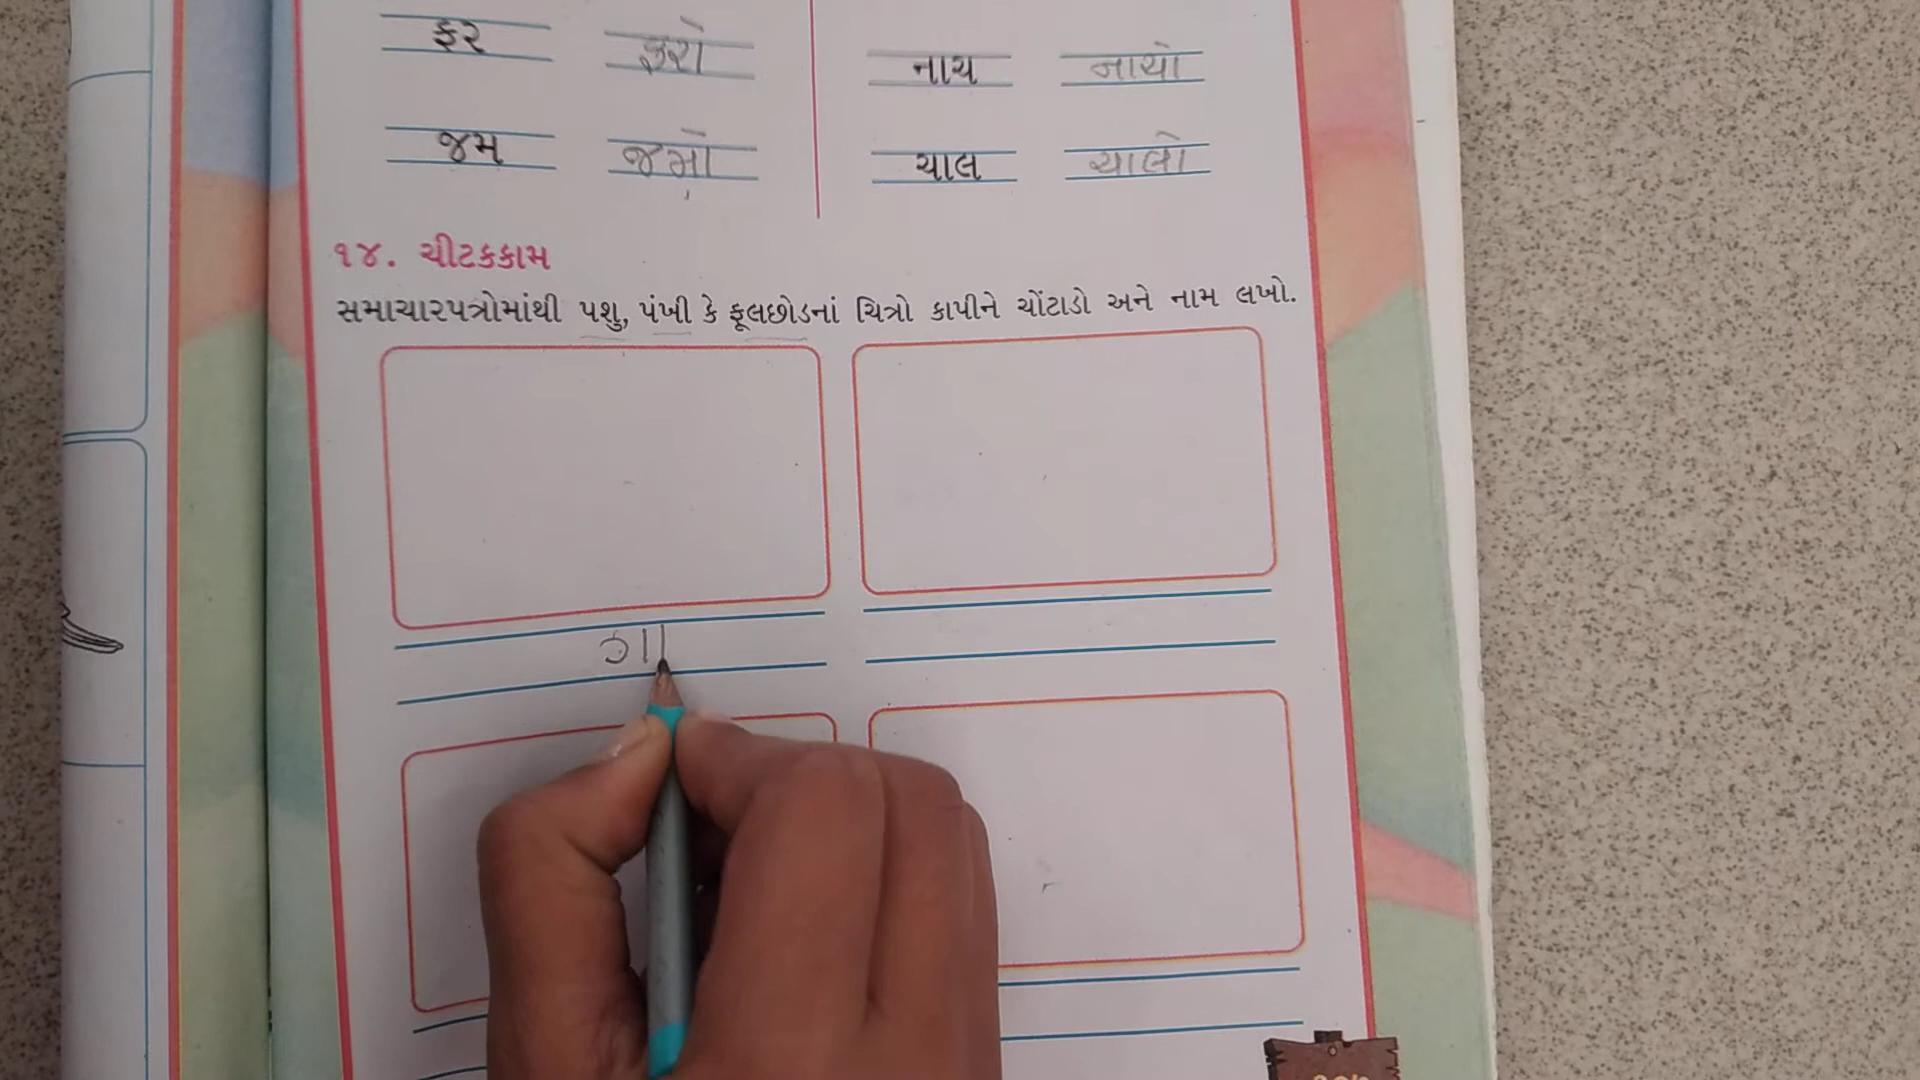 ફર ફરો
નાચ નાચો
જમ જમો
ચાલ ચાલો
૧૪. ચીટકકામ
સમાચારપત્રોમાંથી પશુ, પંખી કે ફૂલછોડનાં ચિત્રો કાપીને ચોંટાડો અને નામ લખો.
ગા